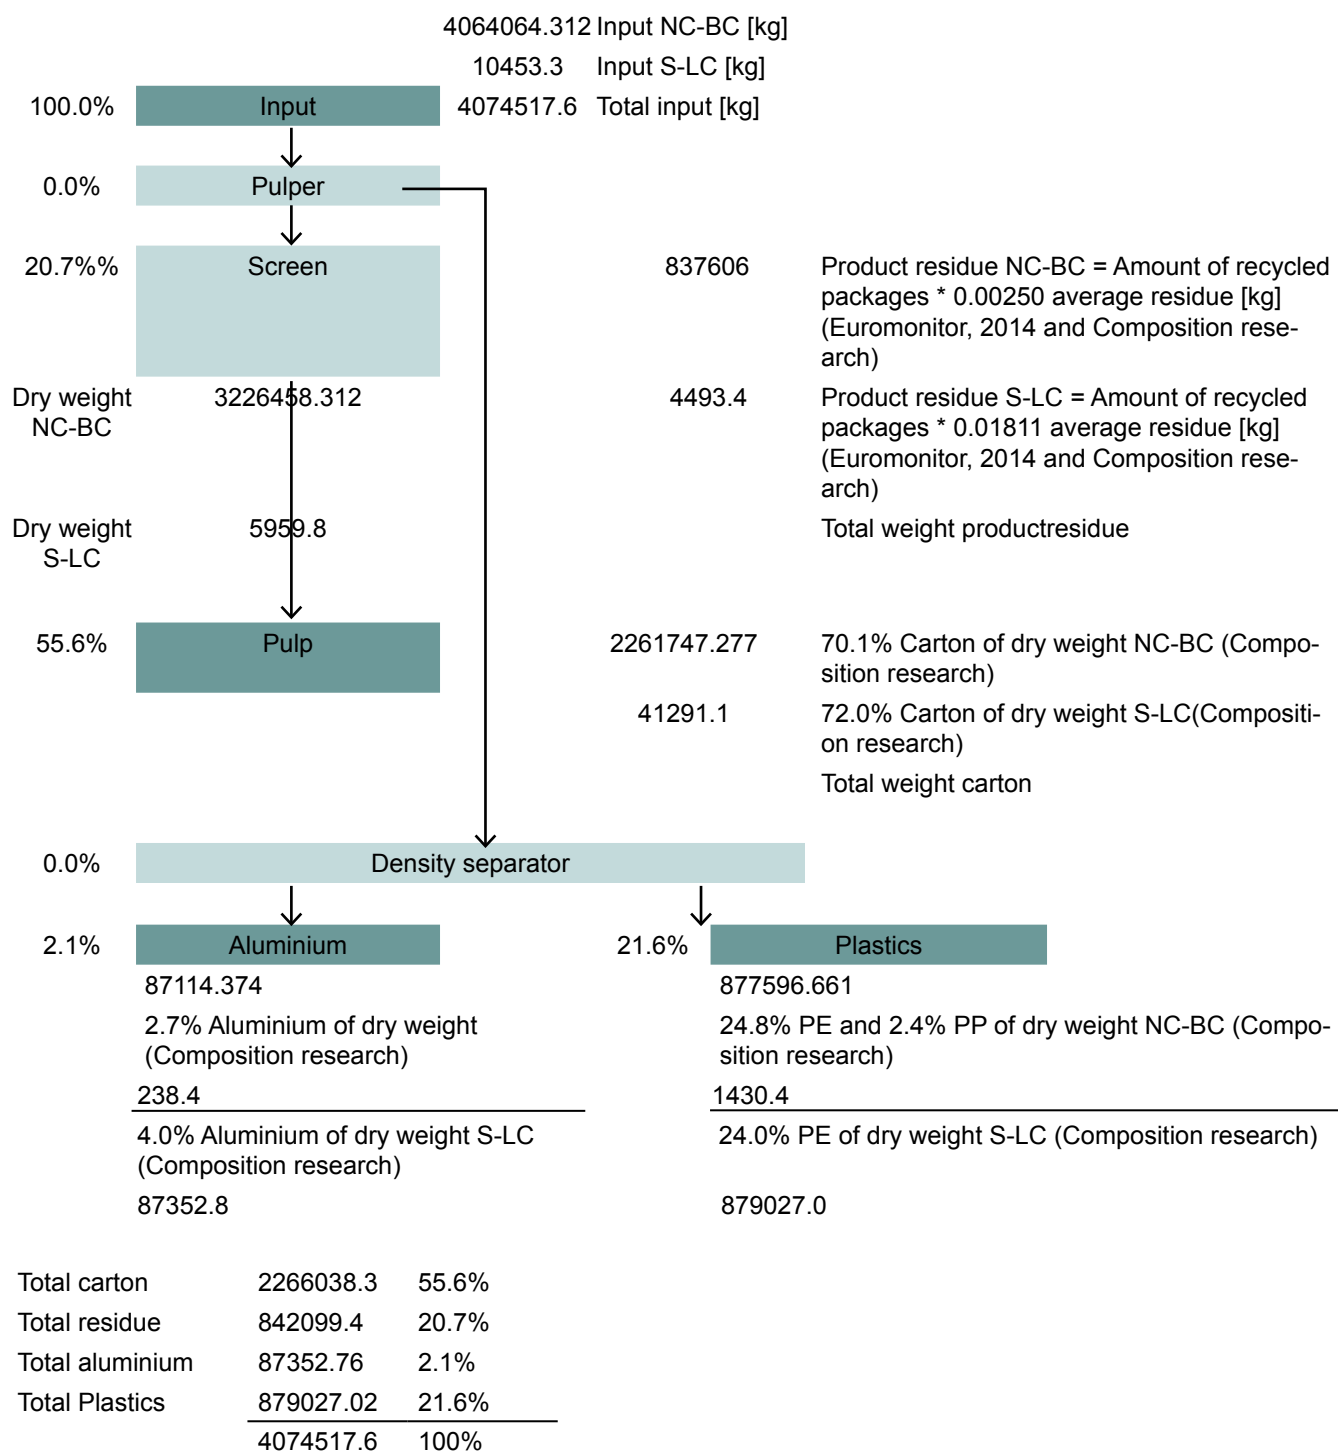 4064064.312 Input NC-BC [kg]
10453.3 Input S-LC [kg]
100.0% Input 4074517.6 Total input [kg]
0.0% Pulper
20.7%% Screen 837606 Product residue NC-BC = Amount of recycled
packages * 0.00250 average residue [kg]
(Euromonitor, 2014 and Composition rese-
arch)
Dry weight 3226458.312 4493.4 Product residue S-LC = Amount of recycled
NC-BC packages * 0.01811 average residue [kg]
(Euromonitor, 2014 and Composition rese-
arch)
Dry weight 5959.8 Total weight productresidue
S-LC
55.6% Pulp 2261747.277 70.1% Carton of dry weight NC-BC (Compo-
sition research)
41291.1 72.0% Carton of dry weight S-LC(Compositi-
on research)
Total weight carton
0.0% Density separator
2.1% Aluminium 21.6% Plastics
87114.374 877596.661
2.7% Aluminium of dry weight 24.8% PE and 2.4% PP of dry weight NC-BC (Compo-
(Composition research) sition research)
238.4 1430.4
4.0% Aluminium of dry weight S-LC 24.0% PE of dry weight S-LC (Composition research)
(Composition research)
87352.8 879027.0
Total carton 2266038.3 55.6%
Total residue 842099.4 20.7%
Total aluminium 87352.76 2.1%
Total Plastics 879027.02 21.6%
4074517.6 100%